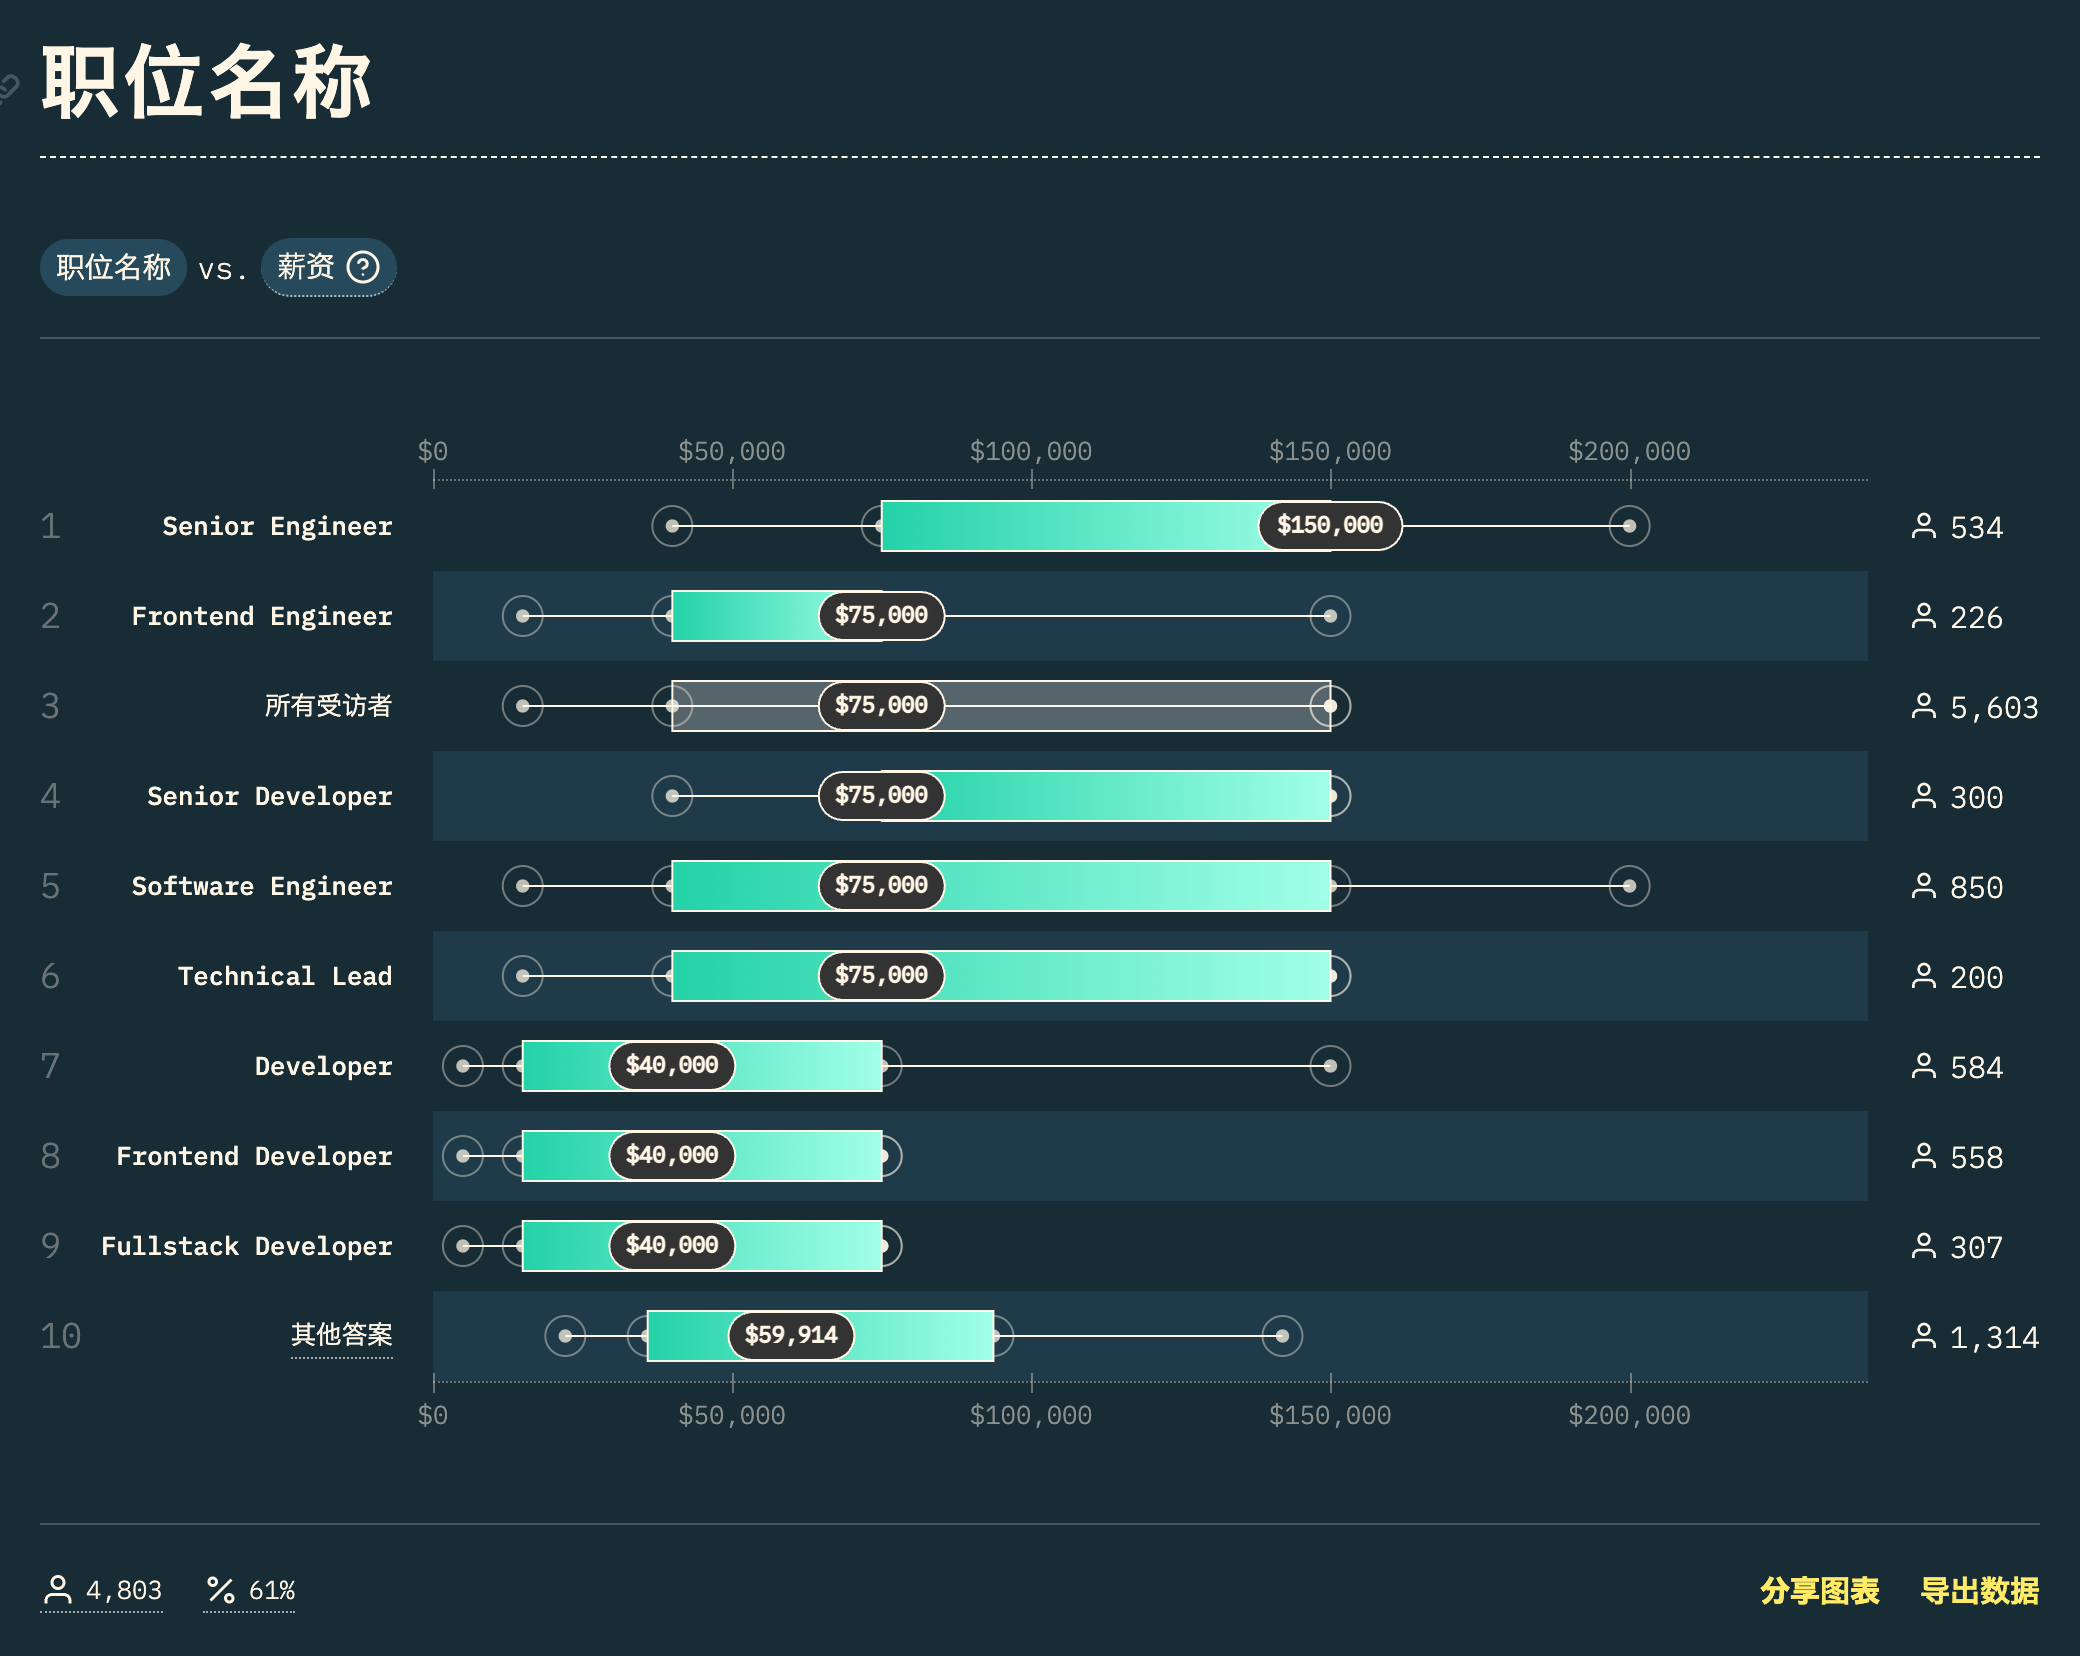 职位名称
职位名称 vs. 薪资
$0 $50,000 $100,000 $150,000 $200,000
1 Senior Engineer $150,000 534
2 Frontend Engineer $75,000 226
3 所有受访者 $75,000 5,603
4 Senior Developer $75,000 300
5 Software Engineer $75,000 850
6 Technical Lead $75,000 200
7 Developer $40,000 584
8 Frontend Developer $40,000 558
9 Fullstack Developer $40,000 307
10 其他答案 $59,914 1,314
$0 $50,000 $100,000 $150,000 $200,000
4,803 % 61% 分享图表 导出数据